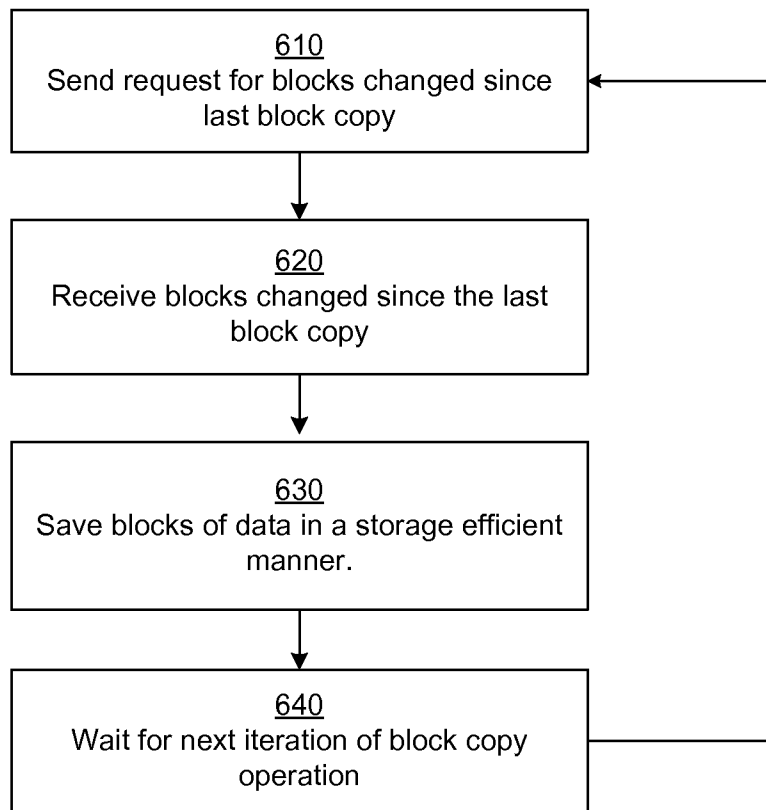 610
Send request for blocks changed since
last block copy
620
Receive blocks changed since the last
block copy
630
Save blocks of data in a storage efficient
manner.
640
Wait for next iteration of block copy
operation